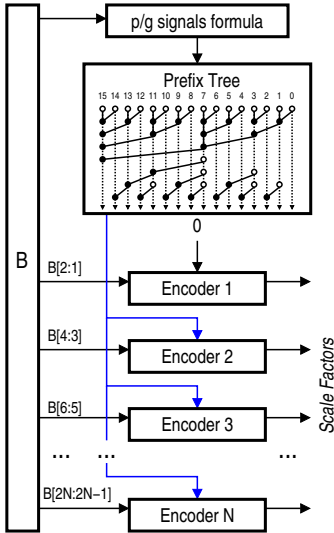 p/g signals formula
Prefix Tree
15 14 13 12 11 10 9 8 7 6 5 4 3 2 1 0
B
0
B[2:1]
Encoder 1
B[4:3]
Encoder 2
B[6:5]
Encoder 3
... ... ...
B[2N:2N−1]
Encoder N
Scale Factors